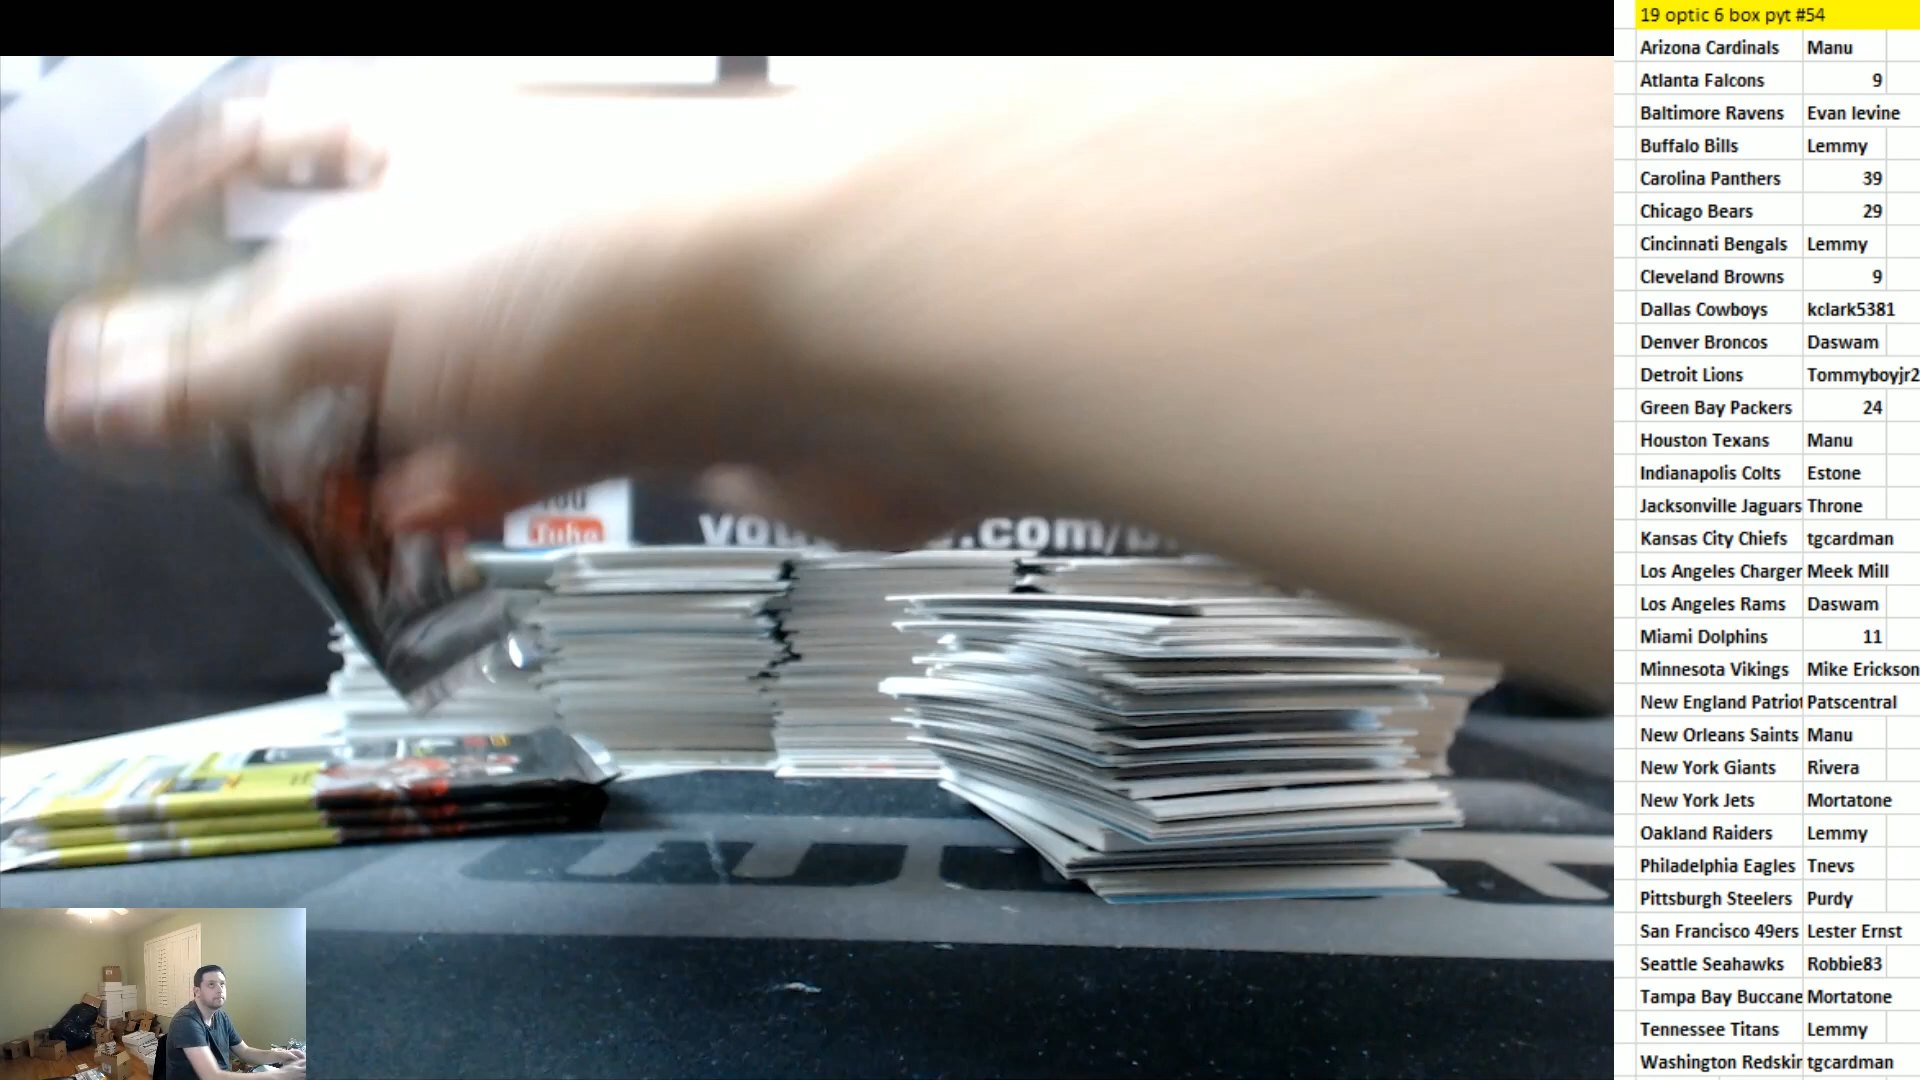 19 optic 6 box pyt #54
Arizona Cardinals Manu
Atlanta Falcons 9
Baltimore Ravens Evan levine
Buffalo Bills Lemmy
Carolina Panthers 39
Chicago Bears 29
Cincinnati Bengals Lemmy
Cleveland Browns 9
Dallas Cowboys kclark5381
Denver Broncos Daswam
Detroit Lions Tommyboyjr2
Green Bay Packers 24
Houston Texans Manu
Indianapolis Colts Estone
Jacksonville Jaguars Throne
Kansas City Chiefs tgcardman
Los Angeles Charger Meek Mill
Los Angeles Rams Daswam
Miami Dolphins 11
Minnesota Vikings Mike Erickson
New England Patriot Patscentral
New Orleans Saints Manu
New York Giants Rivera
New York Jets Mortatone
Oakland Raiders Lemmy
Philadelphia Eagles Tnevs
Pittsburgh Steelers Purdy
San Francisco 49ers Lester Ernst
Seattle Seahawks Robbie83
Tampa Bay Buccane Mortatone
Tennessee Titans Lemmy
Washington Redskin tgcardman
You
Tube
.com/